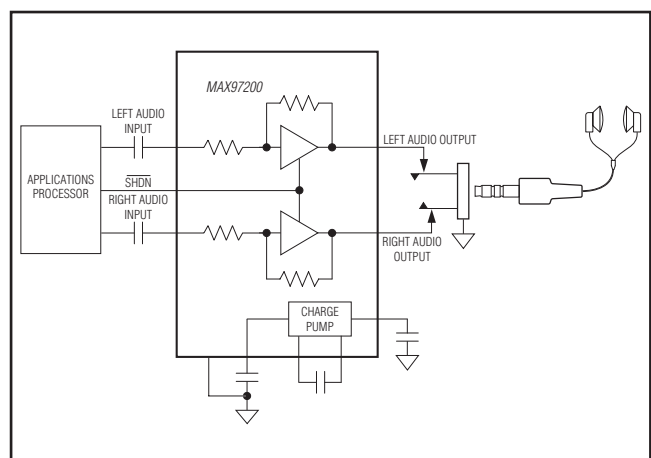 MAX97200
LEFT AUDIO
INPUT
LEFT AUDIO OUTPUT
APPLICATIONS
PROCESSOR
SHDN
RIGHT AUDIO
INPUT
RIGHT AUDIO
OUTPUT
CHARGE
PUMP